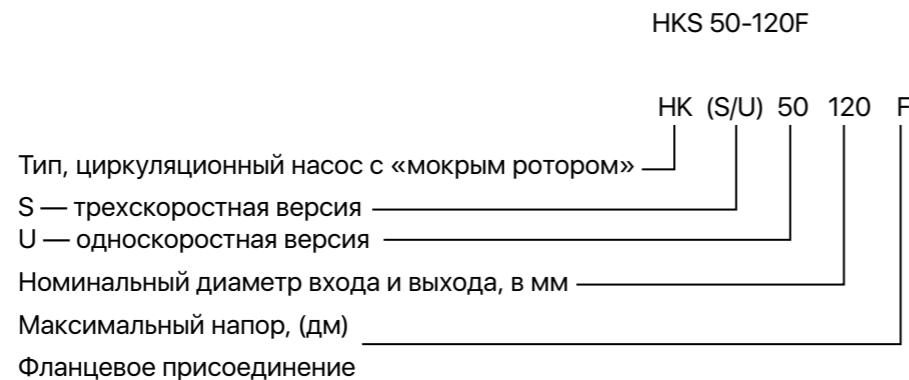 HKS 50-120F
HK (S/U) 50 120 F
Тип, циркуляционный насос с «мокрым ротором»
S — трехскоростная версия
U — односкоростная версия
Номинальный диаметр входа и выхода, в мм
Максимальный напор, (дм)
Фланцевое присоединение